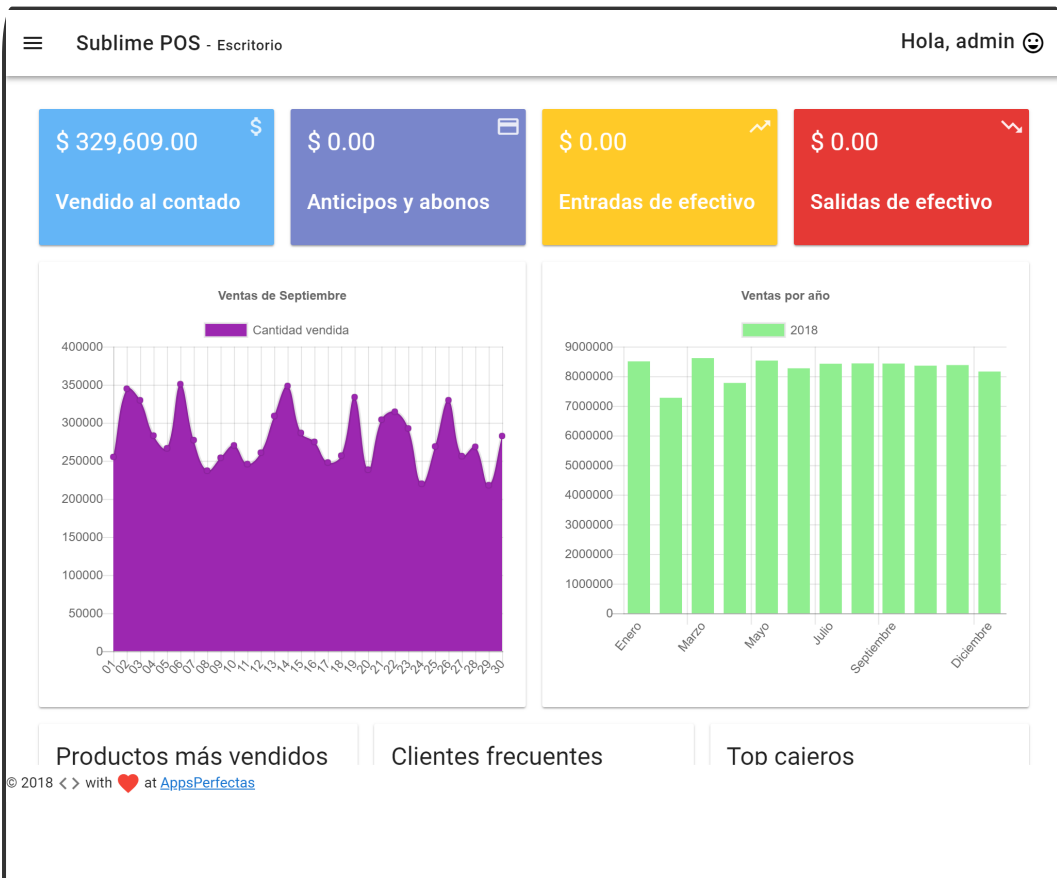 Sublime POS - Escritorio
Hola, admin
$ 329,609.00
$
Vendido al contado
$ 0.00
Anticipos y abonos
$ 0.00
Entradas de efectivo
$ 0.00
Salidas de efectivo
Ventas de Septiembre
Cantidad vendida
400000
350000
300000
250000
200000
150000
100000
50000
0
01 02 03 04 05 06 07 08 09 10 11 12 13 14 15 16 17 18 19 20 21 22 23 24 25 26 27 28 29 30
Ventas por año
2018
9000000
8000000
7000000
6000000
5000000
4000000
3000000
2000000
1000000
0
Enero Marzo Mayo Julio Septiembre Diciembre
Productos más vendidos
Clientes frecuentes
Top cajeros
© 2018 < > with ❤ at AppsPerfectas